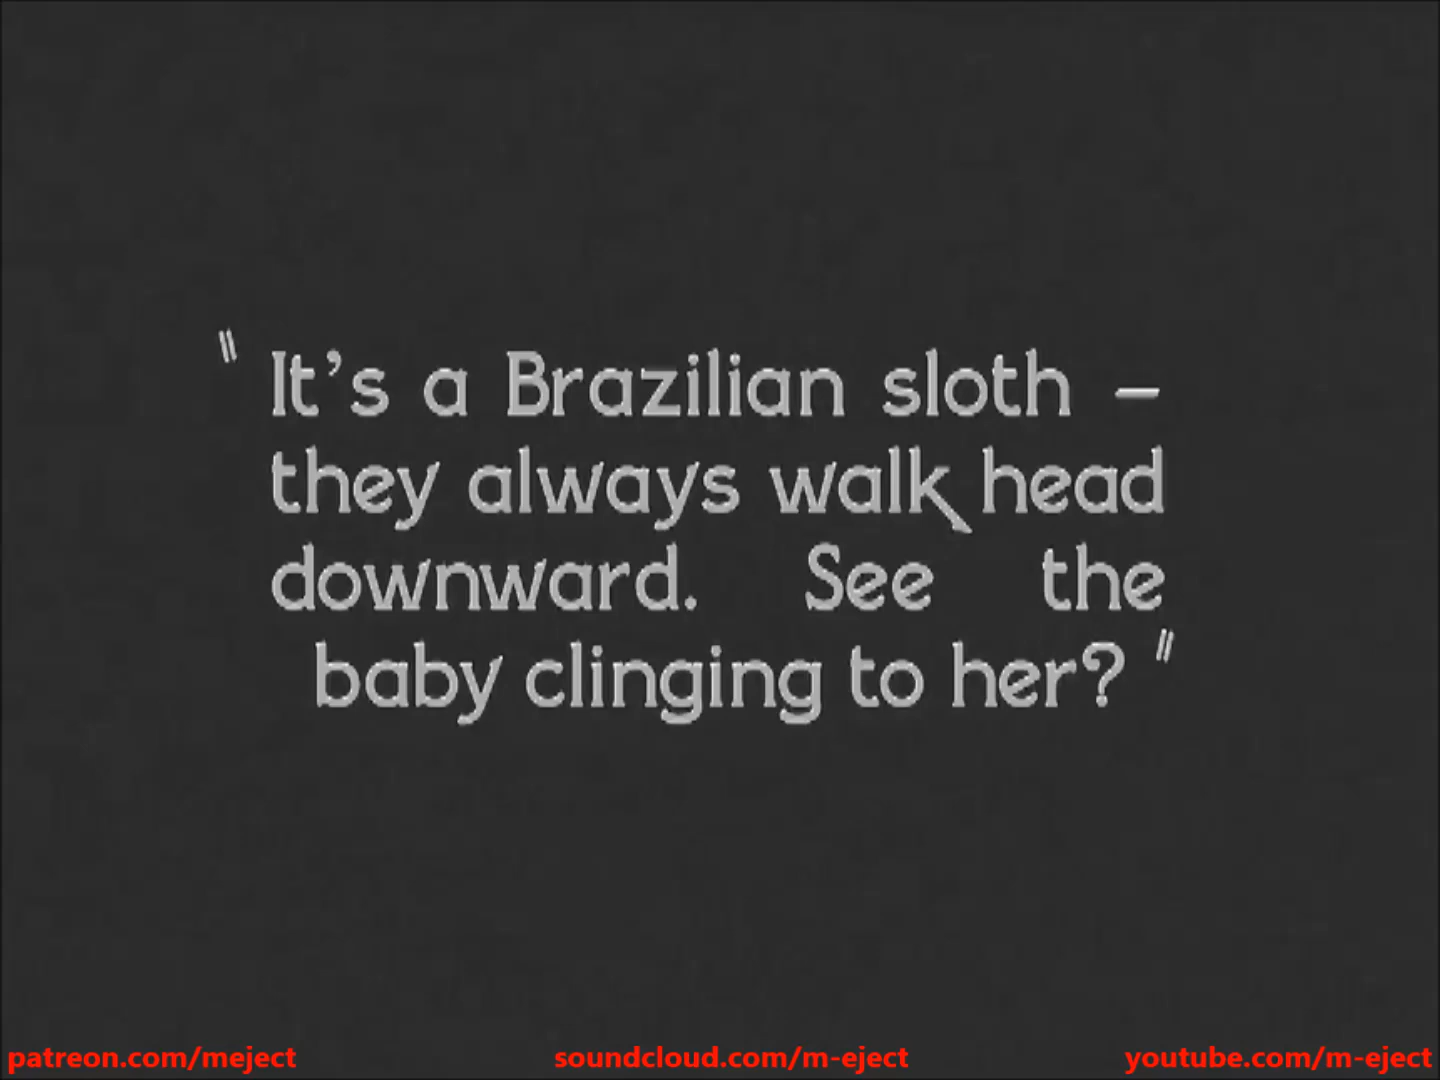 "It's a Brazilian sloth –
they always walk head
downward. See the
baby clinging to her?"
patreon.com/meject soundcloud.com/m-eject youtube.com/m-eject